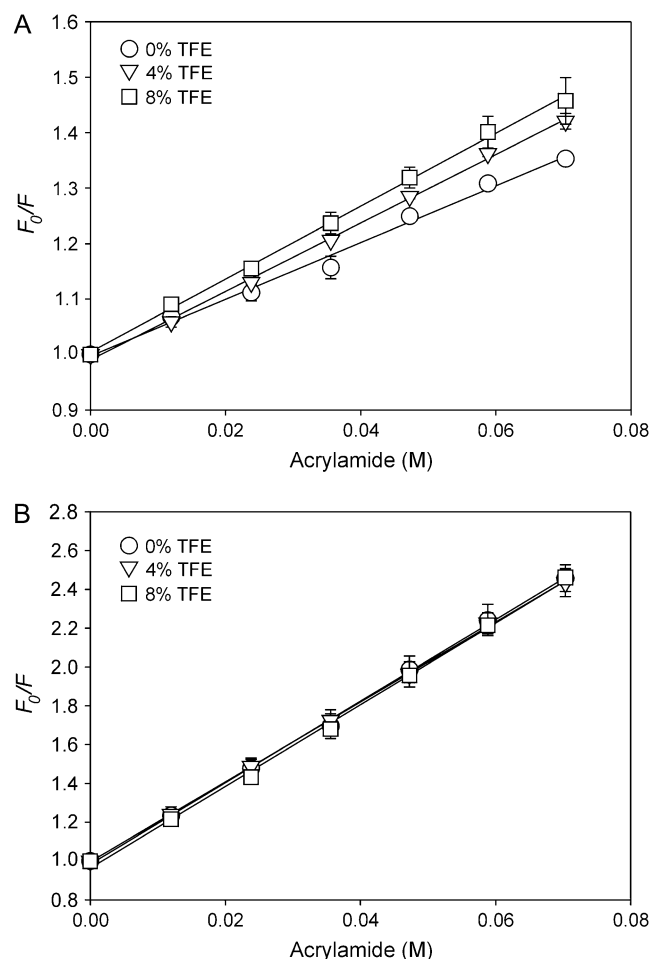 A
1.6
1.5
1.4
1.3
1.2
1.1
1.0
0.9
F0/F
0% TFE
4% TFE
8% TFE
0.00 0.02 0.04 0.06 0.08
Acrylamide (M)
B
2.8
2.6
2.4
2.2
2.0
1.8
1.6
1.4
1.2
1.0
0.8
F0/F
0% TFE
4% TFE
8% TFE
0.00 0.02 0.04 0.06 0.08
Acrylamide (M)